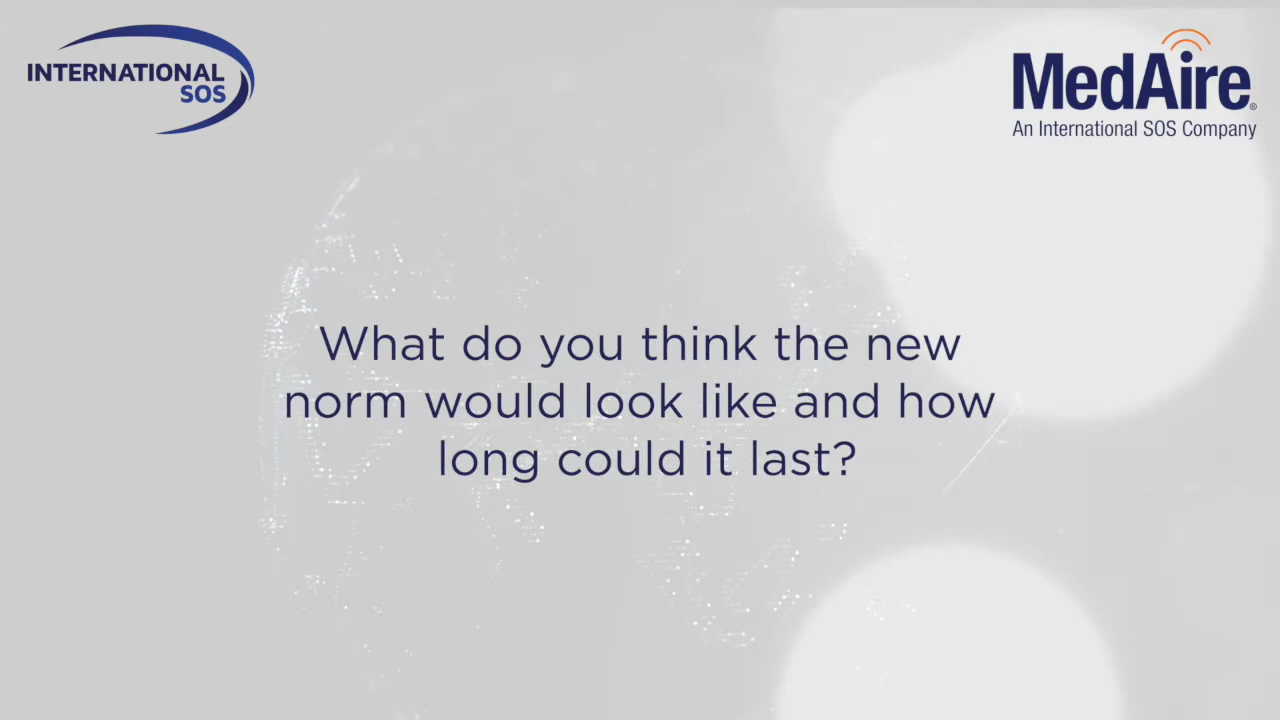 INTERNATIONAL
SOS
MedAire®
An International SOS Company
What do you think the new
norm would look like and how
long could it last?